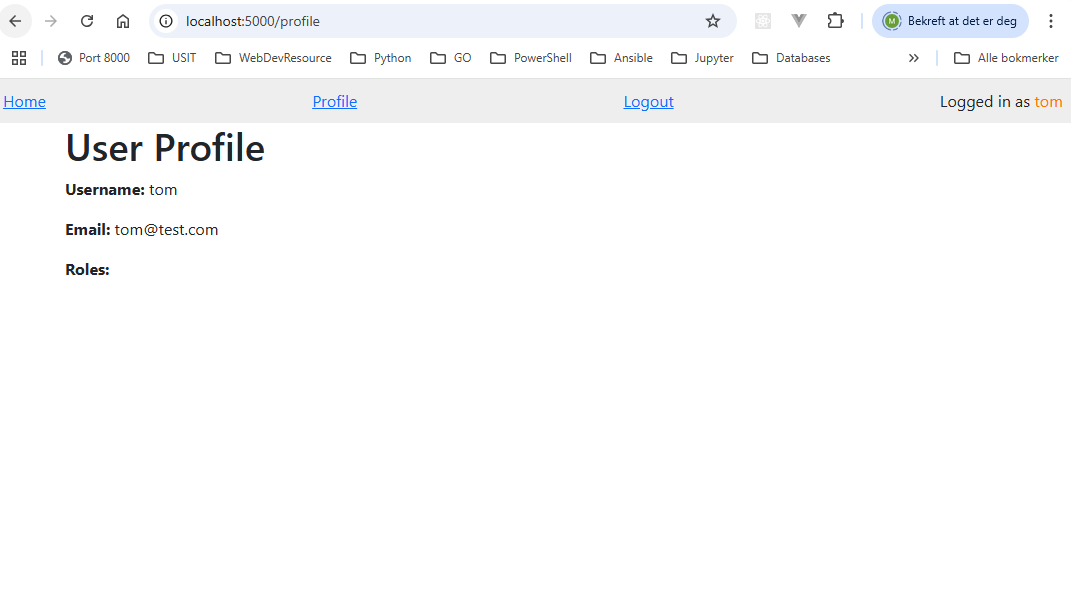 localhost:5000/profile
Bekreft at det er deg
Port 8000 USIT WebDevResource Python GO PowerShell Ansible Jupyter Databases » Alle bokmerker
Home Profile Logout Logged in as tom
User Profile
Username: tom
Email: tom@test.com
Roles: